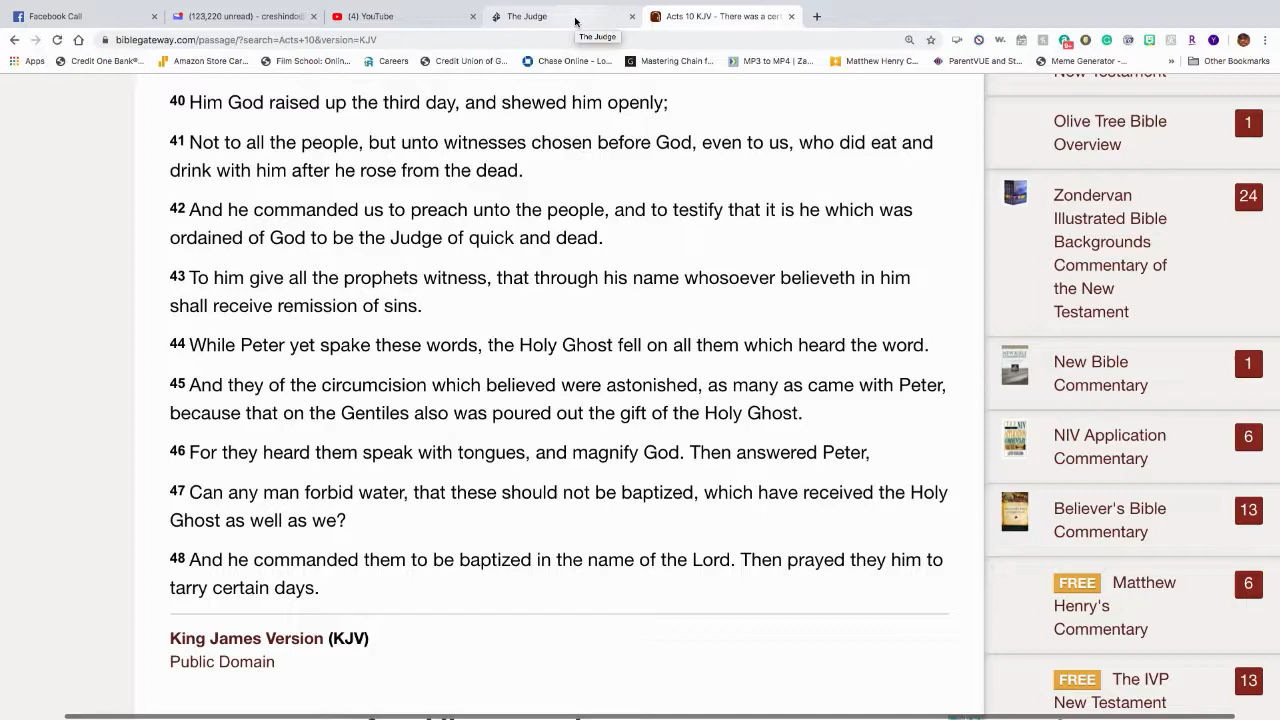 Facebook Call
(123,220 unread) - creshindo@
(4) YouTube
The Judge
Acts 10 KJV - There was a cert
The Judge
biblegateway.com/passage/?search=Acts+10&version=KJV
Apps
Credit One Bank®...
Amazon Store Car...
Film School: Onlin...
Careers
Credit Union of G...
Chase Online - Lo...
Mastering Chain f...
MP3 to MP4 | Za...
Matthew Henry C...
ParentVUE and St...
Meme Generator -...
»
Other Bookmarks
40 Him God raised up the third day, and shewed him openly;
41 Not to all the people, but unto witnesses chosen before God, even to us, who did eat and
drink with him after he rose from the dead.
42 And he commanded us to preach unto the people, and to testify that it is he which was
ordained of God to be the Judge of quick and dead.
43 To him give all the prophets witness, that through his name whosoever believeth in him
shall receive remission of sins.
44 While Peter yet spake these words, the Holy Ghost fell on all them which heard the word.
45 And they of the circumcision which believed were astonished, as many as came with Peter,
because that on the Gentiles also was poured out the gift of the Holy Ghost.
46 For they heard them speak with tongues, and magnify God. Then answered Peter,
47 Can any man forbid water, that these should not be baptized, which have received the Holy
Ghost as well as we?
48 And he commanded them to be baptized in the name of the Lord. Then prayed they him to
tarry certain days.
King James Version (KJV)
Public Domain
New Testament
Olive Tree Bible
Overview
1
Zondervan
Illustrated Bible
Backgrounds
Commentary of
the New
Testament
24
New Bible
Commentary
1
NIV Application
Commentary
6
Believer's Bible
Commentary
13
FREE Matthew
Henry's
Commentary
6
FREE The IVP
New Testament
13